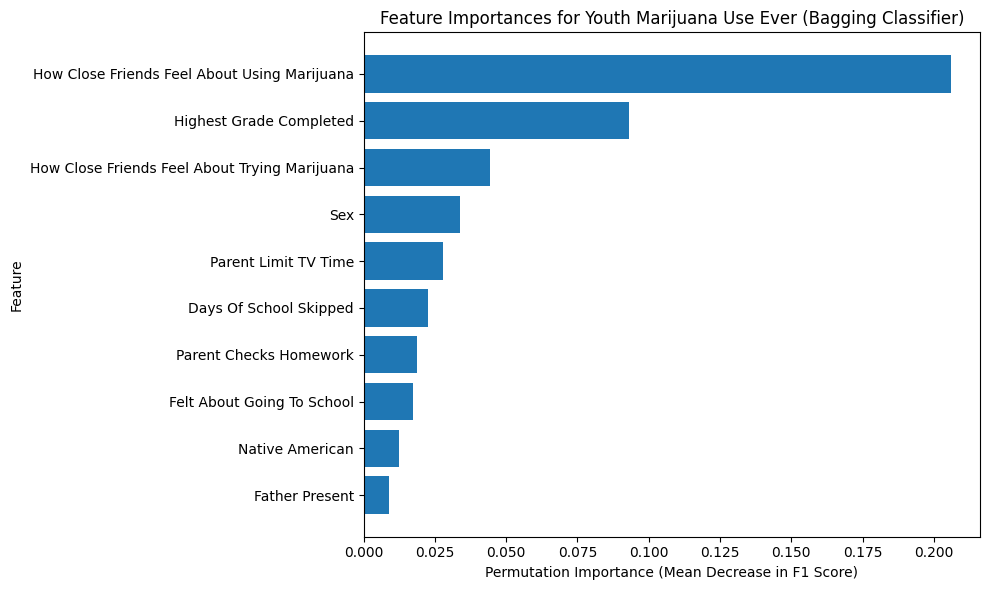 Feature Importances for Youth Marijuana Use Ever (Bagging Classifier)
How Close Friends Feel About Using Marijuana
Highest Grade Completed
How Close Friends Feel About Trying Marijuana
Sex
Parent Limit TV Time
Days Of School Skipped
Parent Checks Homework
Felt About Going To School
Native American
Father Present
Feature
0.000 0.025 0.050 0.075 0.100 0.125 0.150 0.175 0.200
Permutation Importance (Mean Decrease in F1 Score)